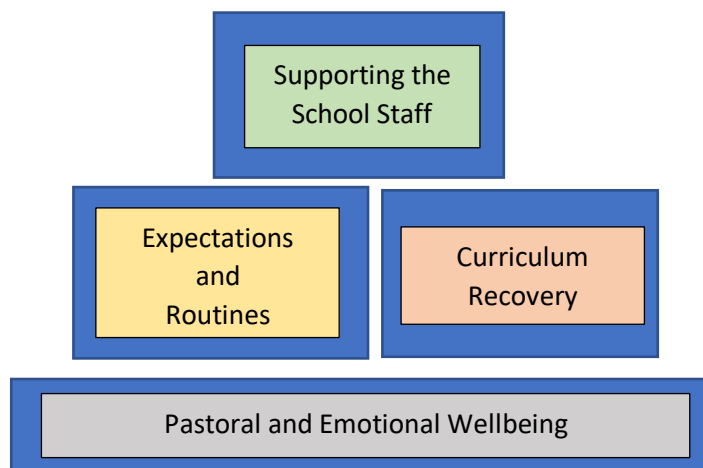 Supporting the
School Staff
Expectations
and
Routines
Curriculum
Recovery
Pastoral and Emotional Wellbeing